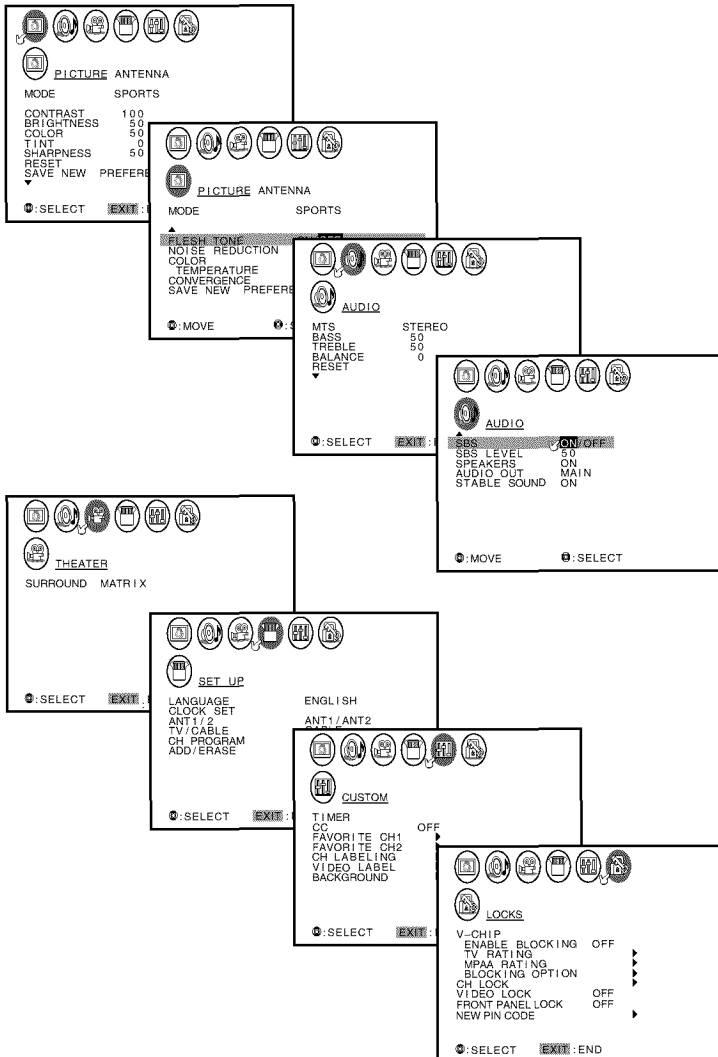 PICTURE ANTENNA
MODE SPORTS
CONTRAST 100
BRIGHTNESS 50
COLOR 50
TINT 0
SHARPNESS 50
RESET
SAVE NEW PREFERE
:SELECT EXIT :
PICTURE ANTENNA
MODE SPORTS
FLESH TONE
NOISE REDUCTION
COLOR
TEMPERATURE
CONVERGENCE
SAVE NEW PREFERE
:MOVE :
AUDIO
MTS STEREO
BASS 50
TREBLE 50
BALANCE 0
RESET
:SELECT EXIT :
AUDIO
SBS ON/OFF
SBS LEVEL 50
SPEAKERS ON
AUDIO OUT MAIN
STABLE SOUND ON
:MOVE :SELECT
THEATER
SURROUND MATRIX
:SELECT EXIT :
SET UP
LANGUAGE ENGLISH
CLOCK SET
ANT1/2 ANT1/ANT2
TV/CABLE
CH PROGRAM
ADD/ERASE
:SELECT EXIT :
CUSTOM
TIMER
CC OFF
FAVORITE CH1
FAVORITE CH2
CH LABELING
VIDEO LABEL
BACKGROUND
:SELECT EXIT :
LOCKS
V-CHIP
ENABLE BLOCKING OFF
TV RATING
MPAA RATING
BLOCKING OPTION
CH LOCK
VIDEO LOCK OFF
FRONT PANEL LOCK OFF
NEW PIN CODE
:SELECT EXIT :END